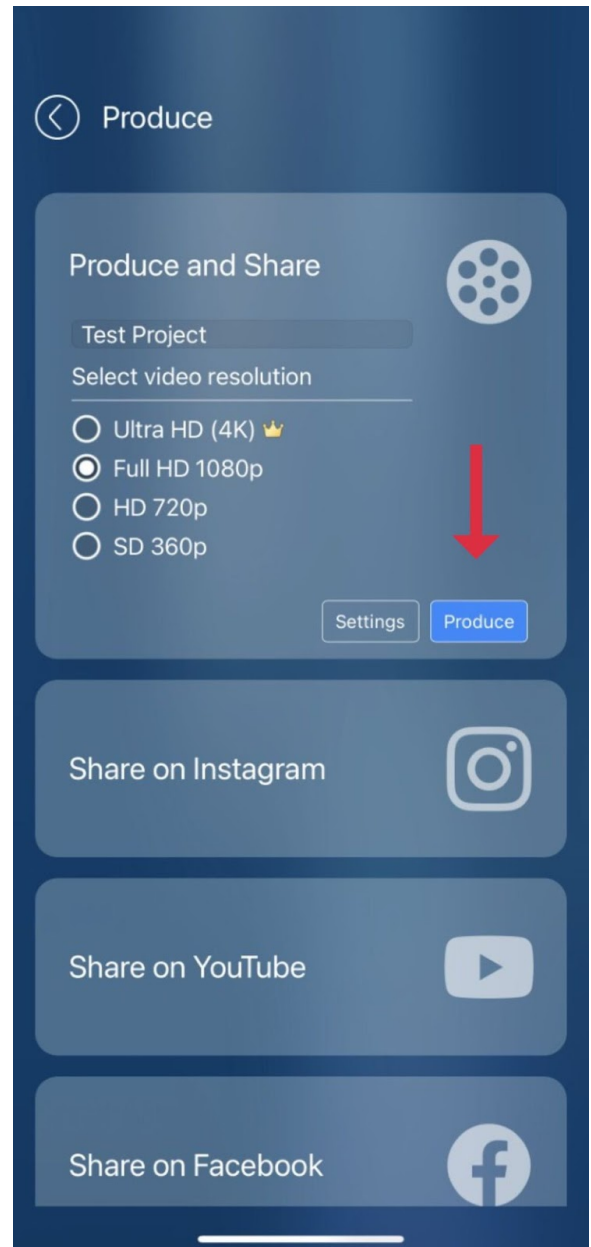 Produce
Produce and Share
Test Project
Select video resolution
Ultra HD (4K)
Full HD 1080p
HD 720p
SD 360p
Settings
Produce
Share on Instagram
Share on YouTube
Share on Facebook